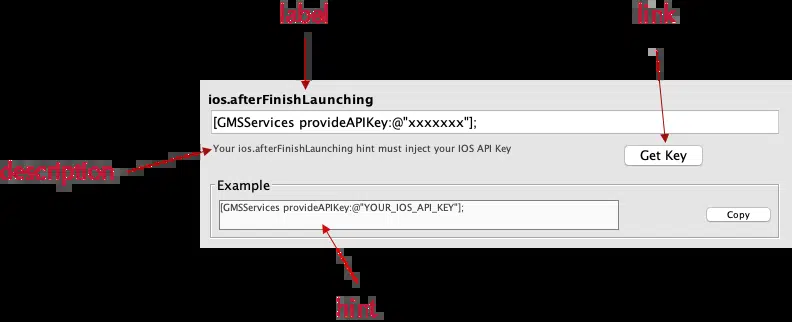 label
link
ios.afterFinishLaunching
[GMSServices provideAPIKey:@"xxxxxxx"];
Your ios.afterFinishLaunching hint must inject your IOS API Key
Get Key
description
Example
[GMSServices provideAPIKey:@"YOUR_IOS_API_KEY"];
Copy
hint